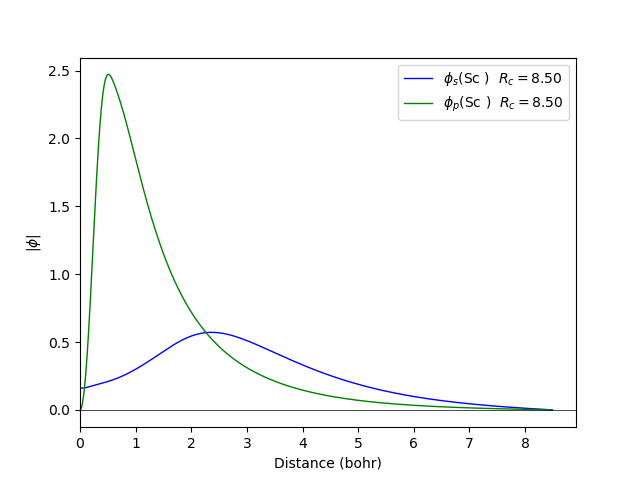 ϕs(Sc ) Rc = 8.50
ϕp(Sc ) Rc = 8.50
2.5
2.0
1.5
1.0
0.5
0.0
|ϕ|
0 1 2 3 4 5 6 7 8
Distance (bohr)